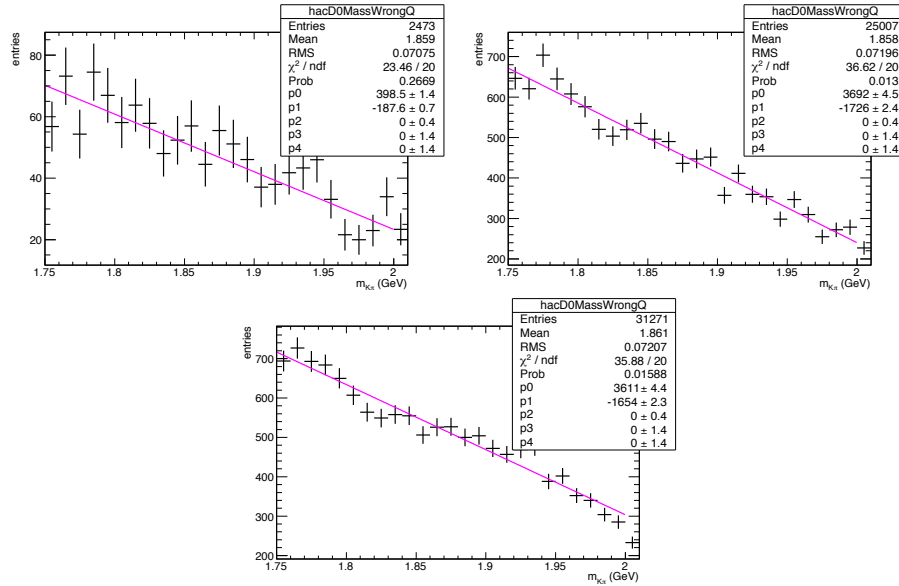 hacD0MassWrongQ
Entries 2473
Mean 1.859
RMS 0.07075
χ² / ndf 23.46 / 20
Prob 0.2669
p0 398.5 ± 1.4
p1 -187.6 ± 0.7
p2 0 ± 0.4
p3 0 ± 1.4
p4 0 ± 1.4
entries
80
60
40
20
1.75 1.8 1.85 1.9 1.95 2
m_Kπ (GeV)
hacD0MassWrongQ
Entries 25007
Mean 1.858
RMS 0.07196
χ² / ndf 36.62 / 20
Prob 0.013
p0 3692 ± 4.5
p1 -1726 ± 2.4
p2 0 ± 0.4
p3 0 ± 1.4
p4 0 ± 1.4
entries
700
600
500
400
300
200
1.75 1.8 1.85 1.9 1.95 2
m_Kπ (GeV)
hacD0MassWrongQ
Entries 31271
Mean 1.861
RMS 0.07207
χ² / ndf 35.88 / 20
Prob 0.01588
p0 3611 ± 4.4
p1 -1654 ± 2.3
p2 0 ± 0.4
p3 0 ± 1.4
p4 0 ± 1.4
entries
700
600
500
400
300
200
1.75 1.8 1.85 1.9 1.95 2
m_Kπ (GeV)